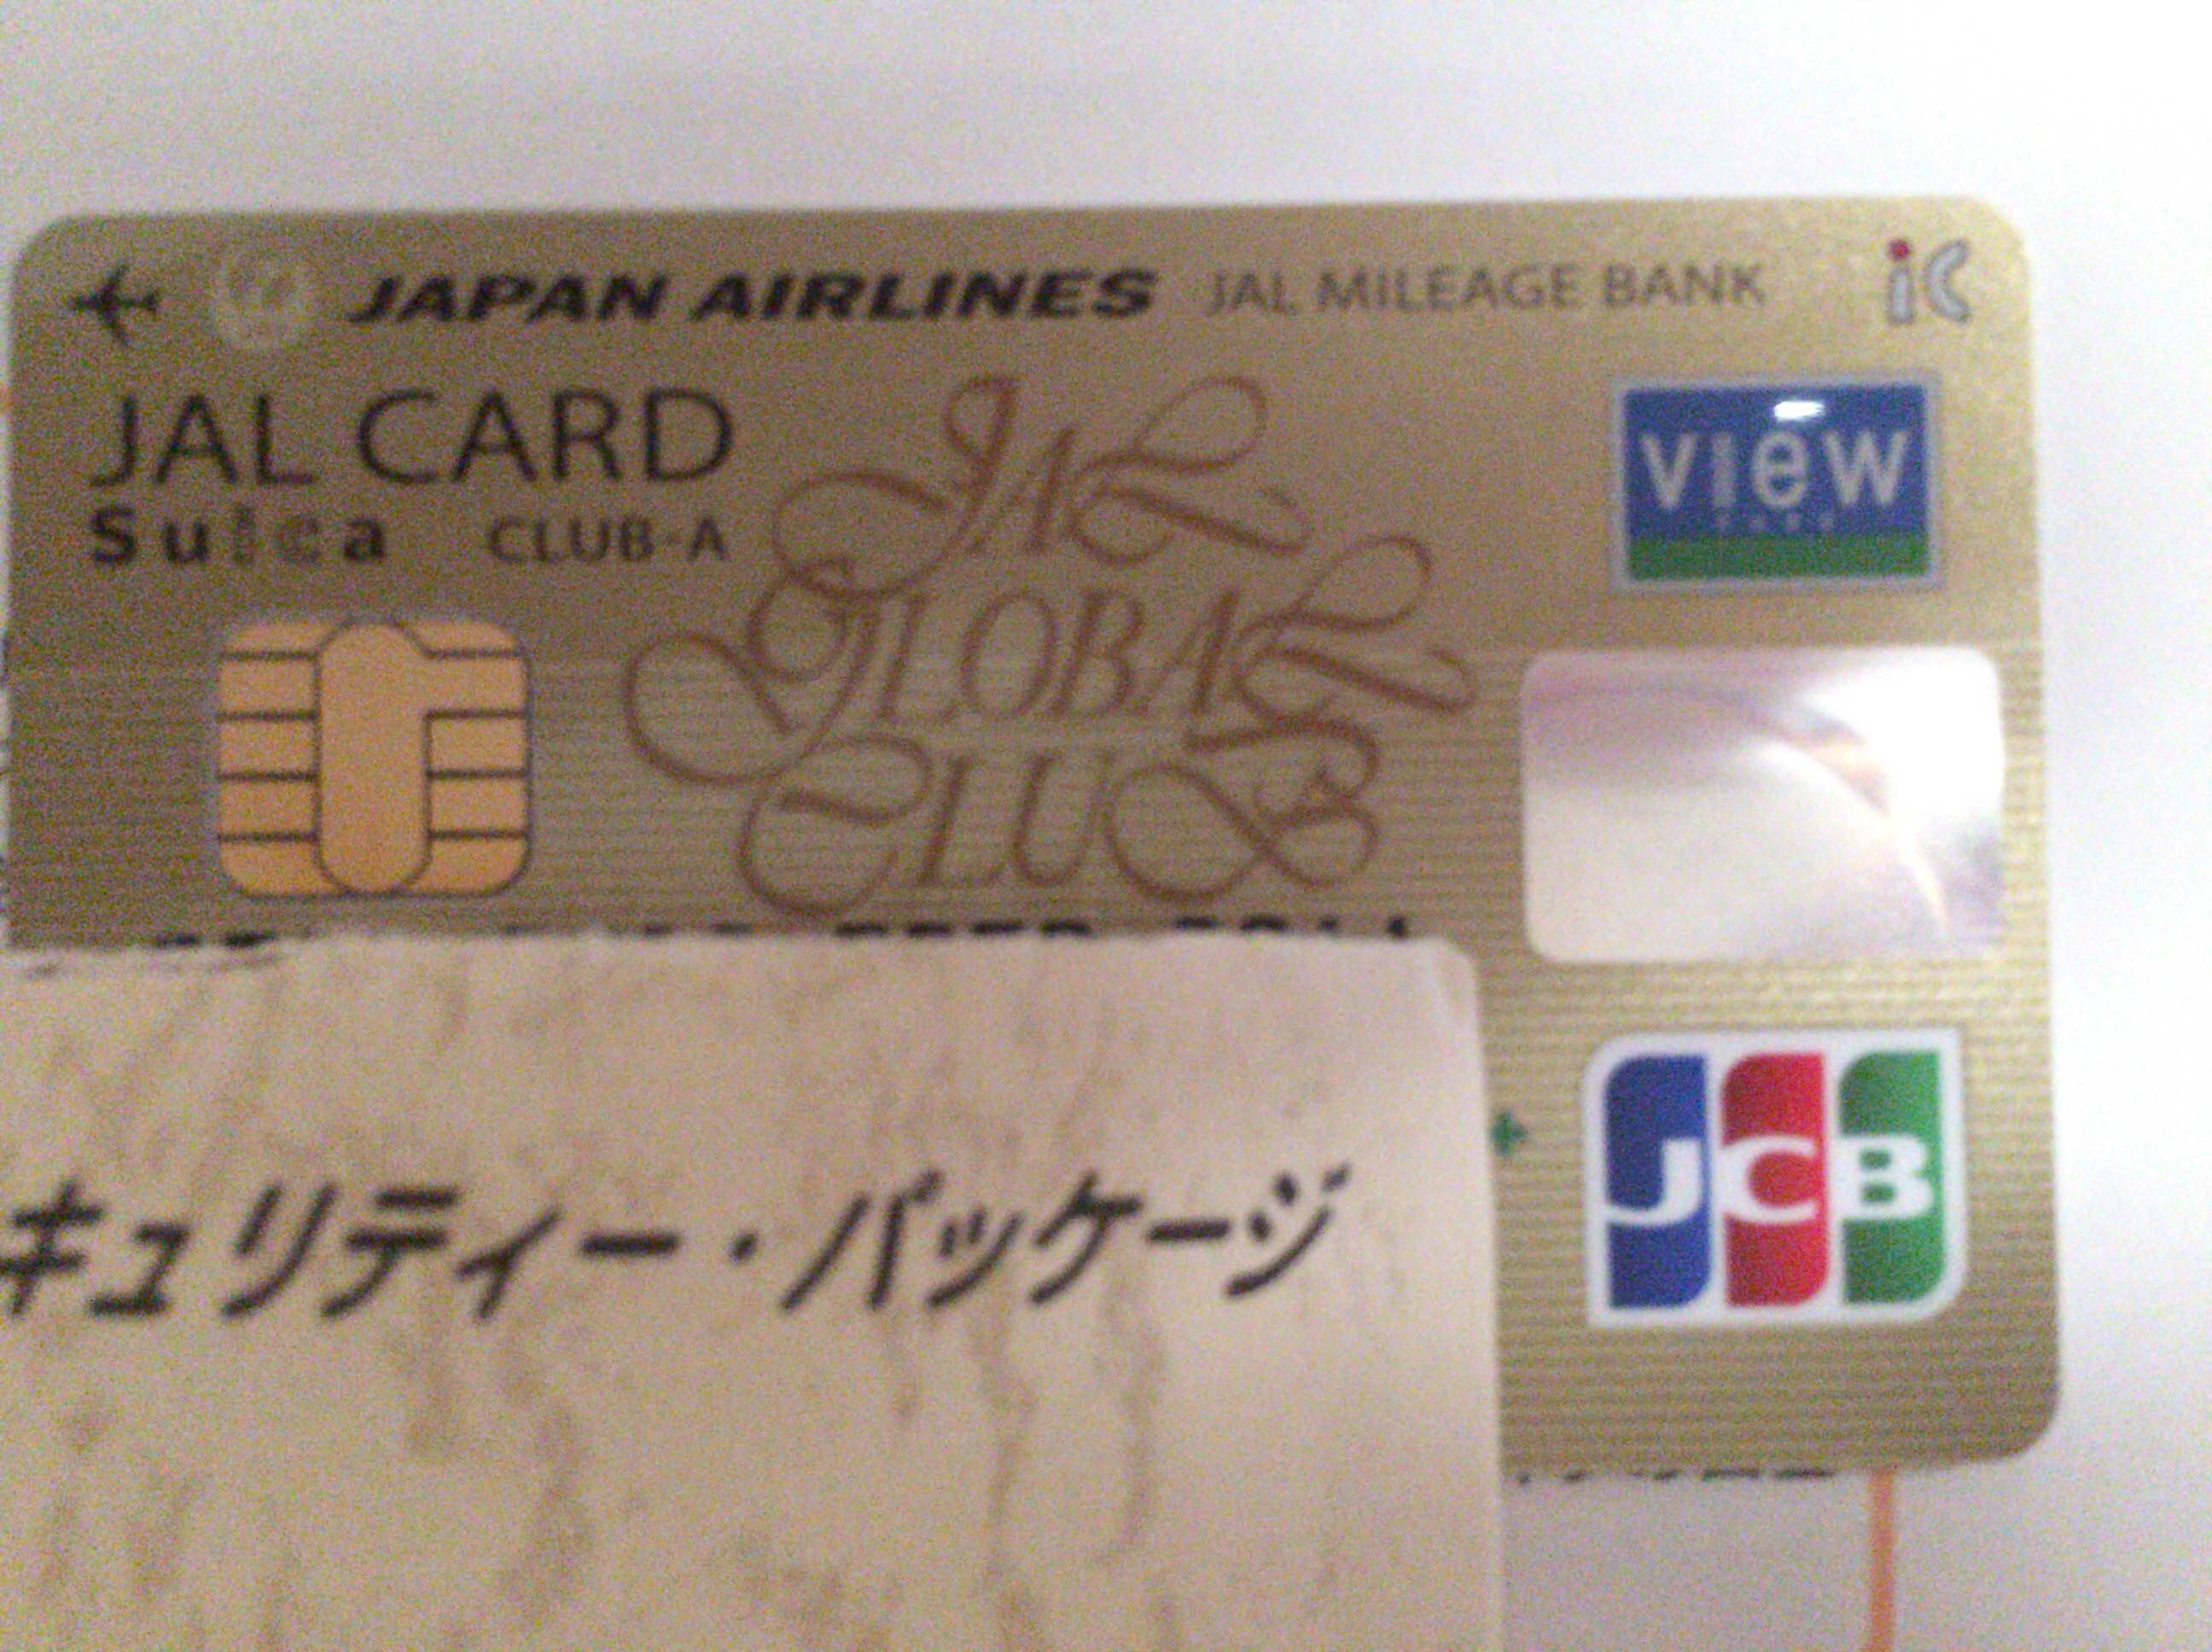 JAPAN AIRLINES JAL MILEAGE BANK iC
JAL CARD
Suica CLUB-A
JAL
GLOBAL
CLUB
VIEW
CARD
JCB
キュリティー・パッケージ